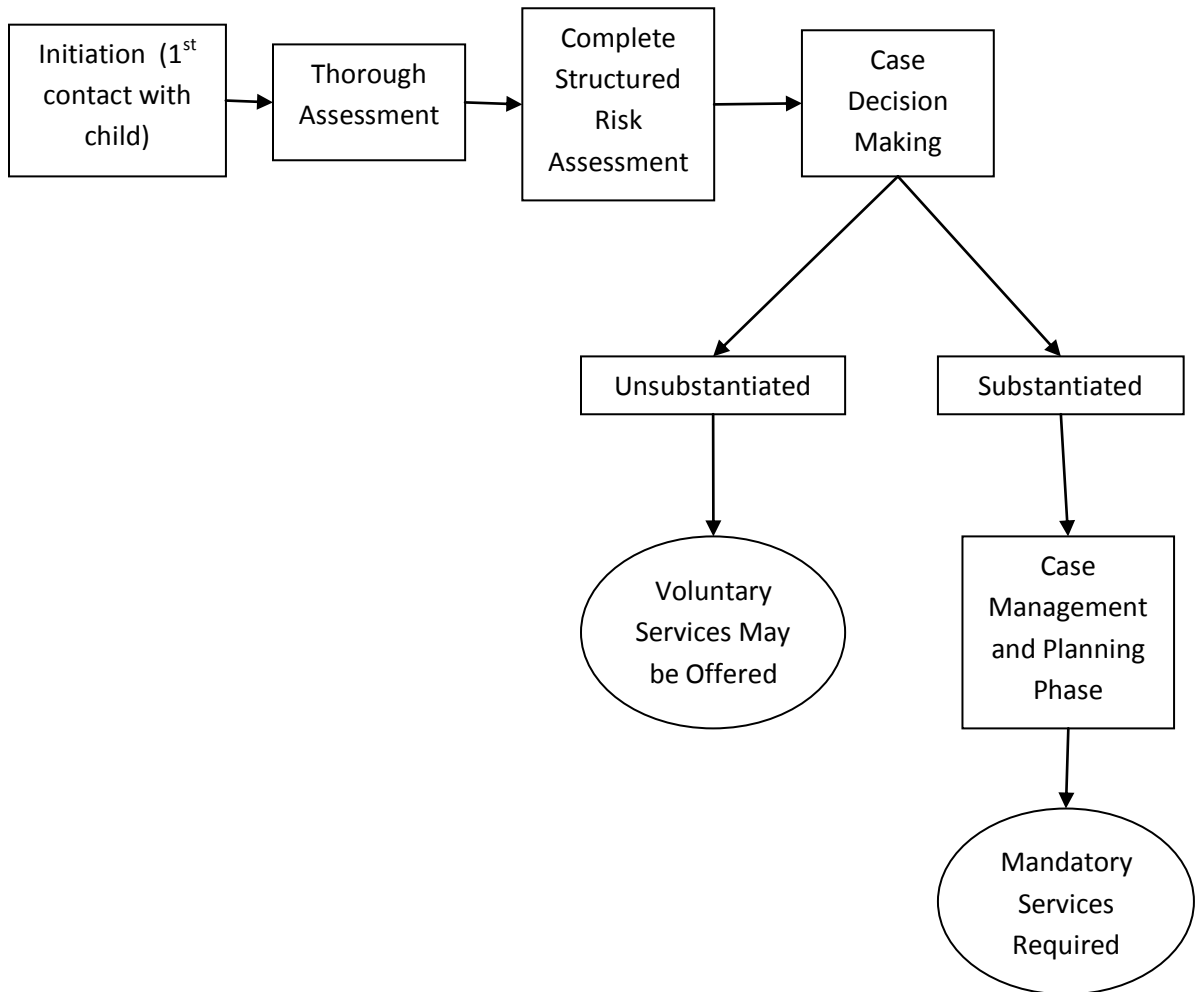 Initiation (1st
contact with
child)
Thorough
Assessment
Complete
Structured
Risk
Assessment
Case
Decision
Making
Unsubstantiated
Substantiated
Voluntary
Services May
be Offered
Case
Management
and Planning
Phase
Mandatory
Services
Required